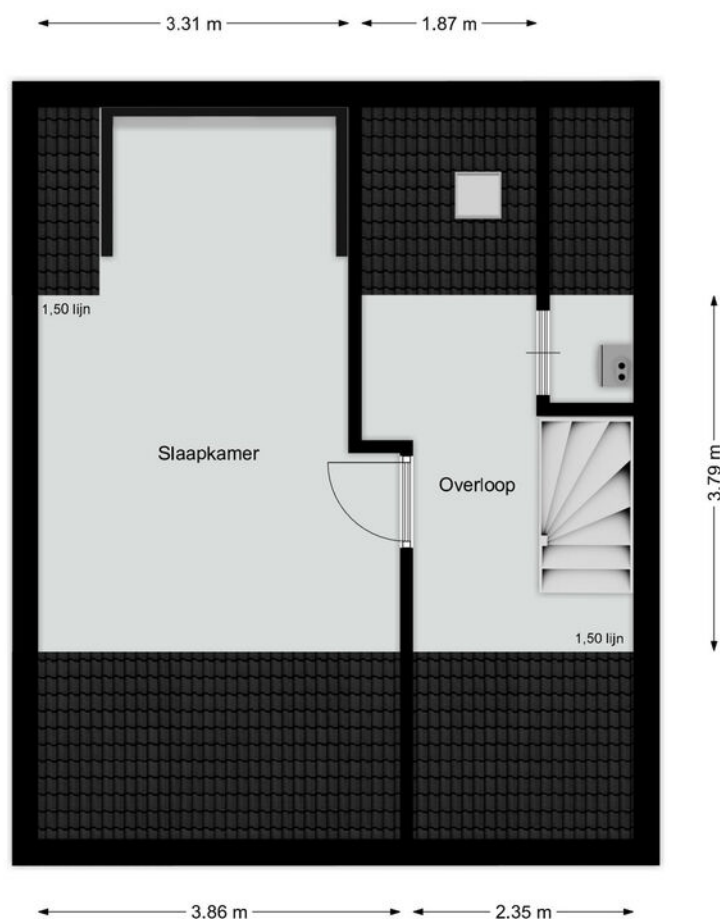 3.31 m
1.87 m
1,50 lijn
Slaapkamer
Overloop
3.79 m
1,50 lijn
3.86 m
2.35 m